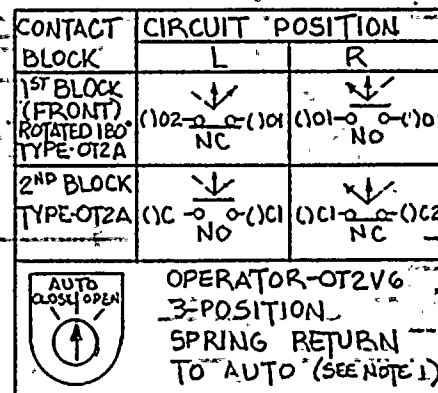 CONTACT BLOCK
CIRCUIT POSITION
L
R
1ST BLOCK
(FRONT)
ROTATED 180°
TYPE-OT2A
()02 ()01
NC
()01
NO
2ND BLOCK
TYPE-OT2A
()C ()C1
NO
()C1 ()C2
NC
AUTO
CLOSE OPEN
OPERATOR-OT2V6
3-POSITION
SPRING RETURN
TO AUTO (SEE NOTE 1)